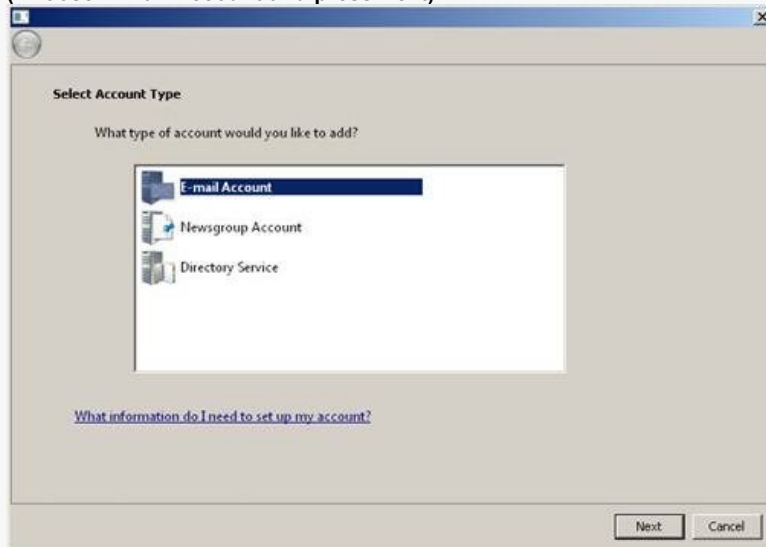 Select Account Type
What type of account would you like to add?
E-mail Account
Newsgroup Account
Directory Service
What information do I need to set up my account?
Next Cancel